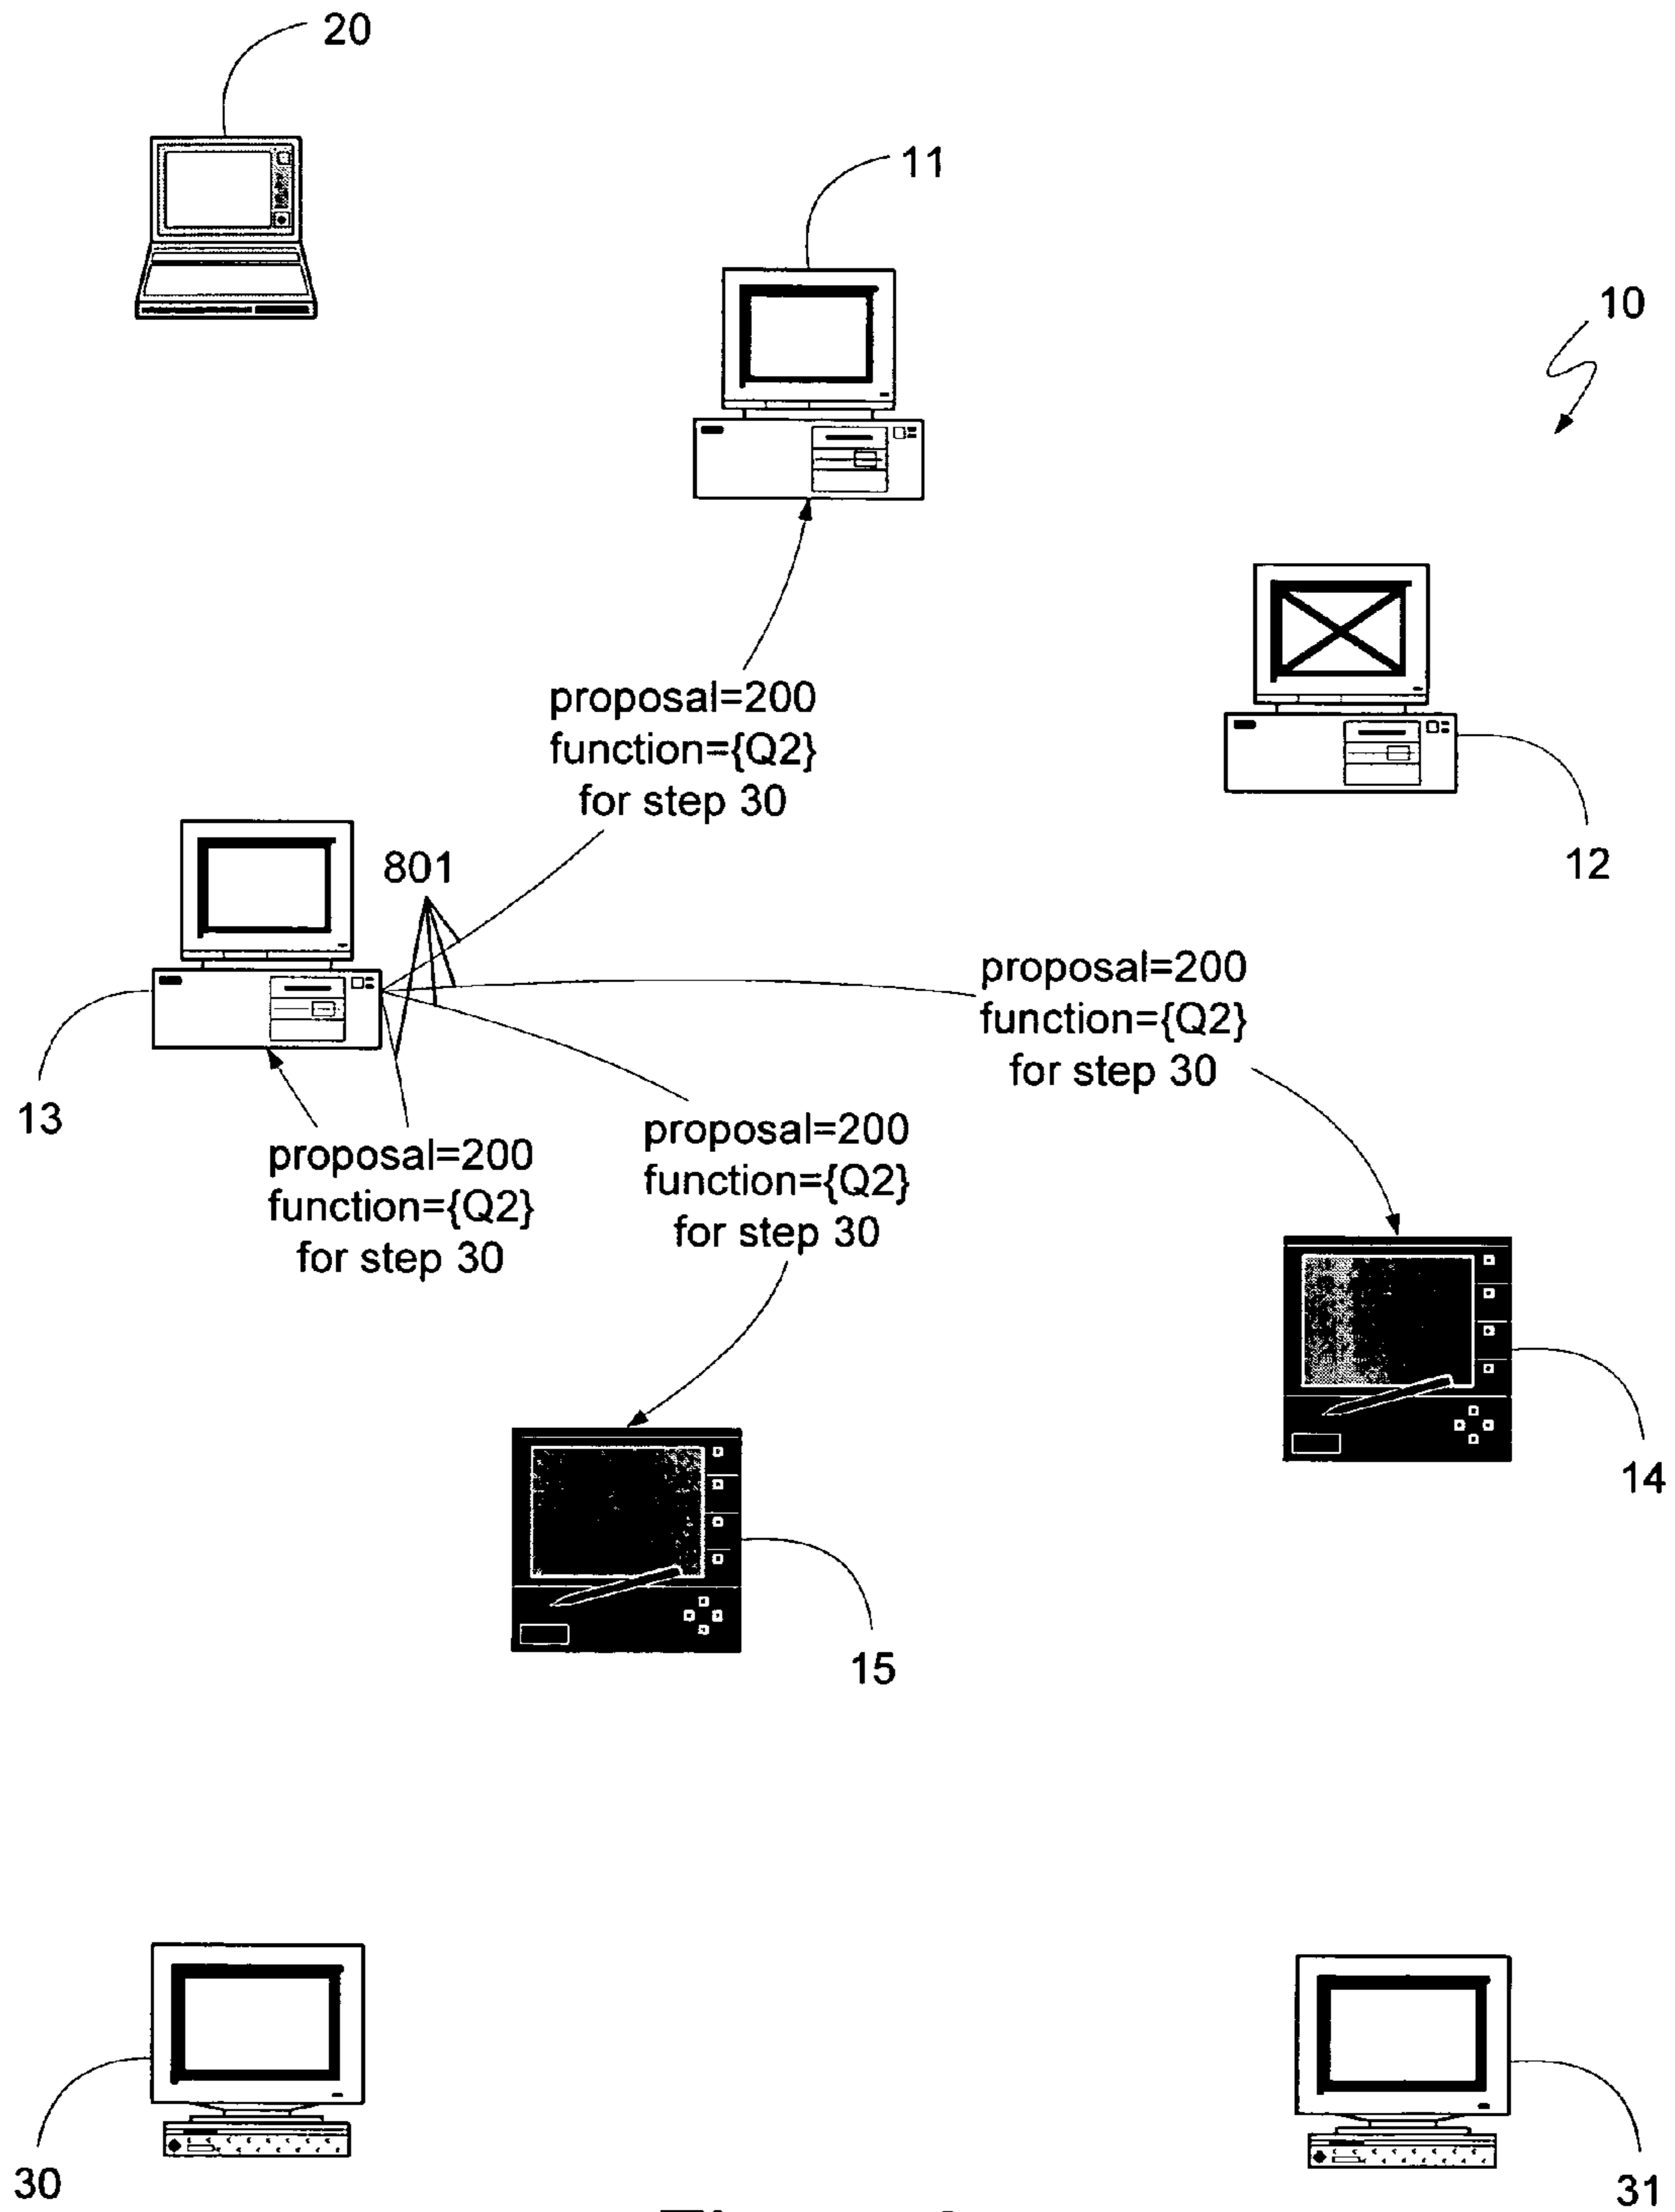 20
11
10
proposal=200
function={Q2}
for step 30
12
801
proposal=200
function={Q2}
for step 30
13
proposal=200
function={Q2}
for step 30
proposal=200
function={Q2}
for step 30
14
15
30
31